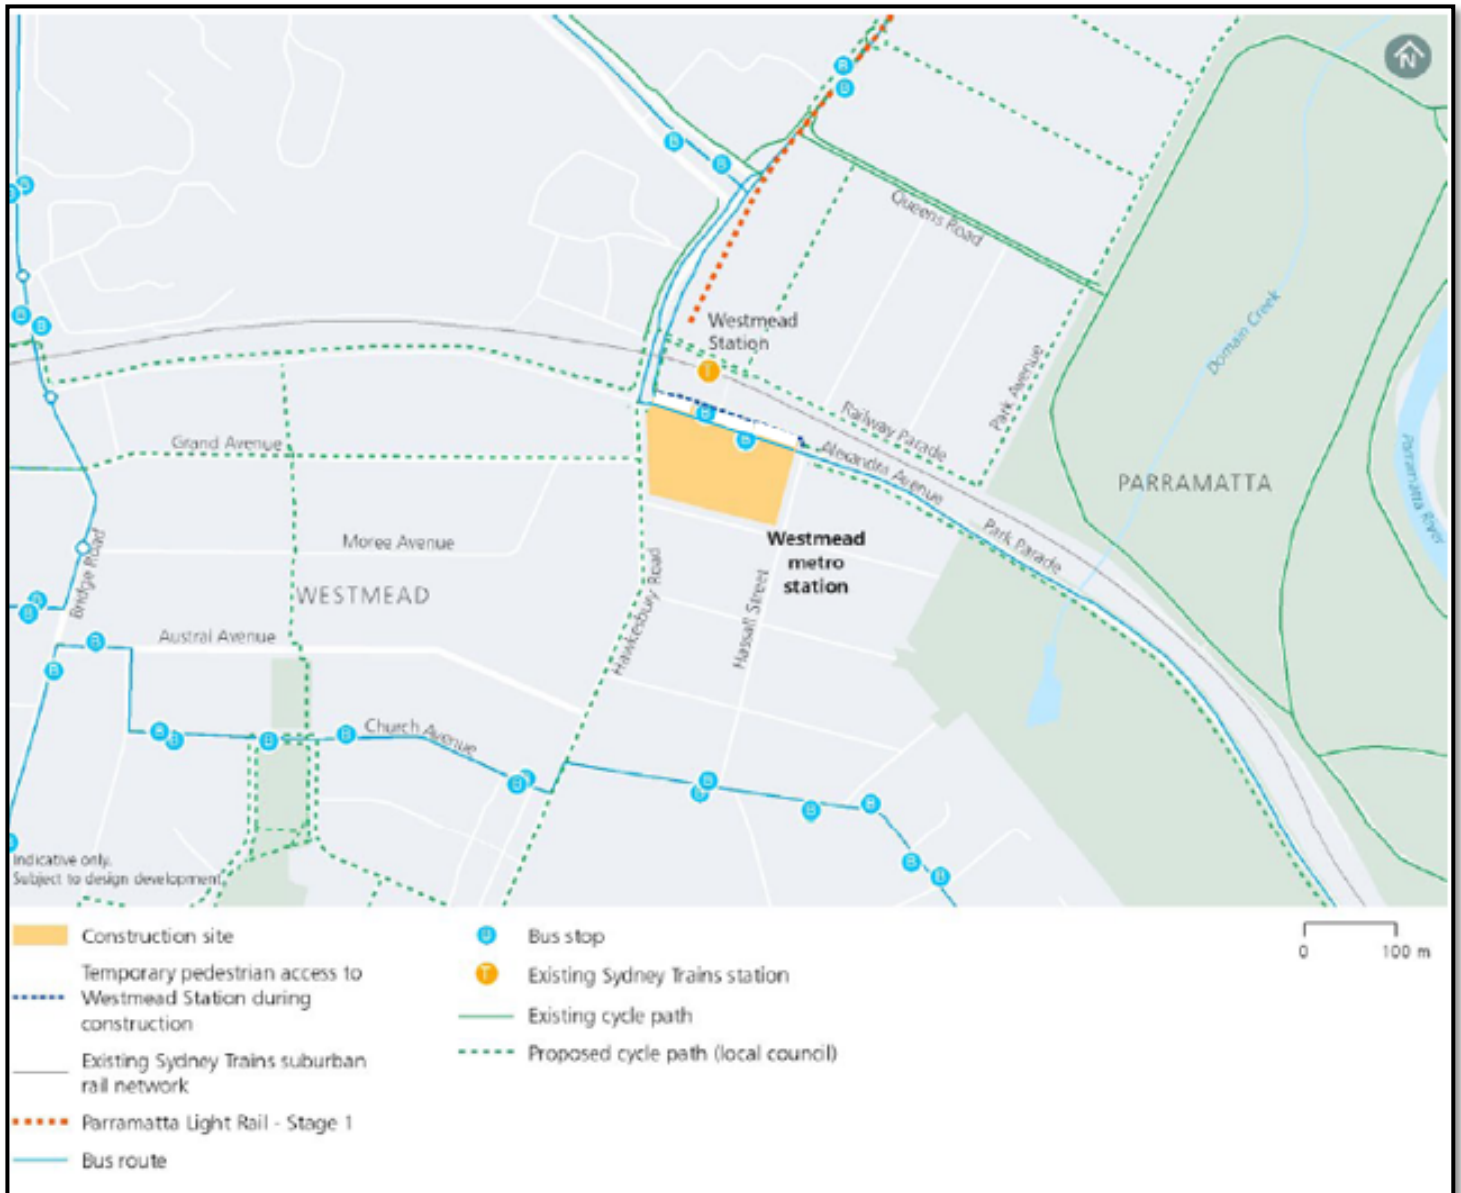 N
B
B
B
B
B
B
Queens Road
Domain Creek
B
B
Westmead
Station
T
Park Avenue
Railway Parade
B
B
Alexandra Avenue
Grand Avenue
PARRAMATTA
Parramatta River
Park Parade
Westmead
metro
station
Moree Avenue
Bridge Road
WESTMEAD
Hawkesbury Road
Hassall Street
B
B
Austral Avenue
B
B
Church Avenue
B
B
B
B
B
B
B
B
B
B
B
B
Indicative only.
Subject to design development.
Construction site
Temporary pedestrian access to
Westmead Station during
construction
Existing Sydney Trains suburban
rail network
Parramatta Light Rail - Stage 1
Bus route
B
Bus stop
T
Existing Sydney Trains station
Existing cycle path
Proposed cycle path (local council)
0
100 m